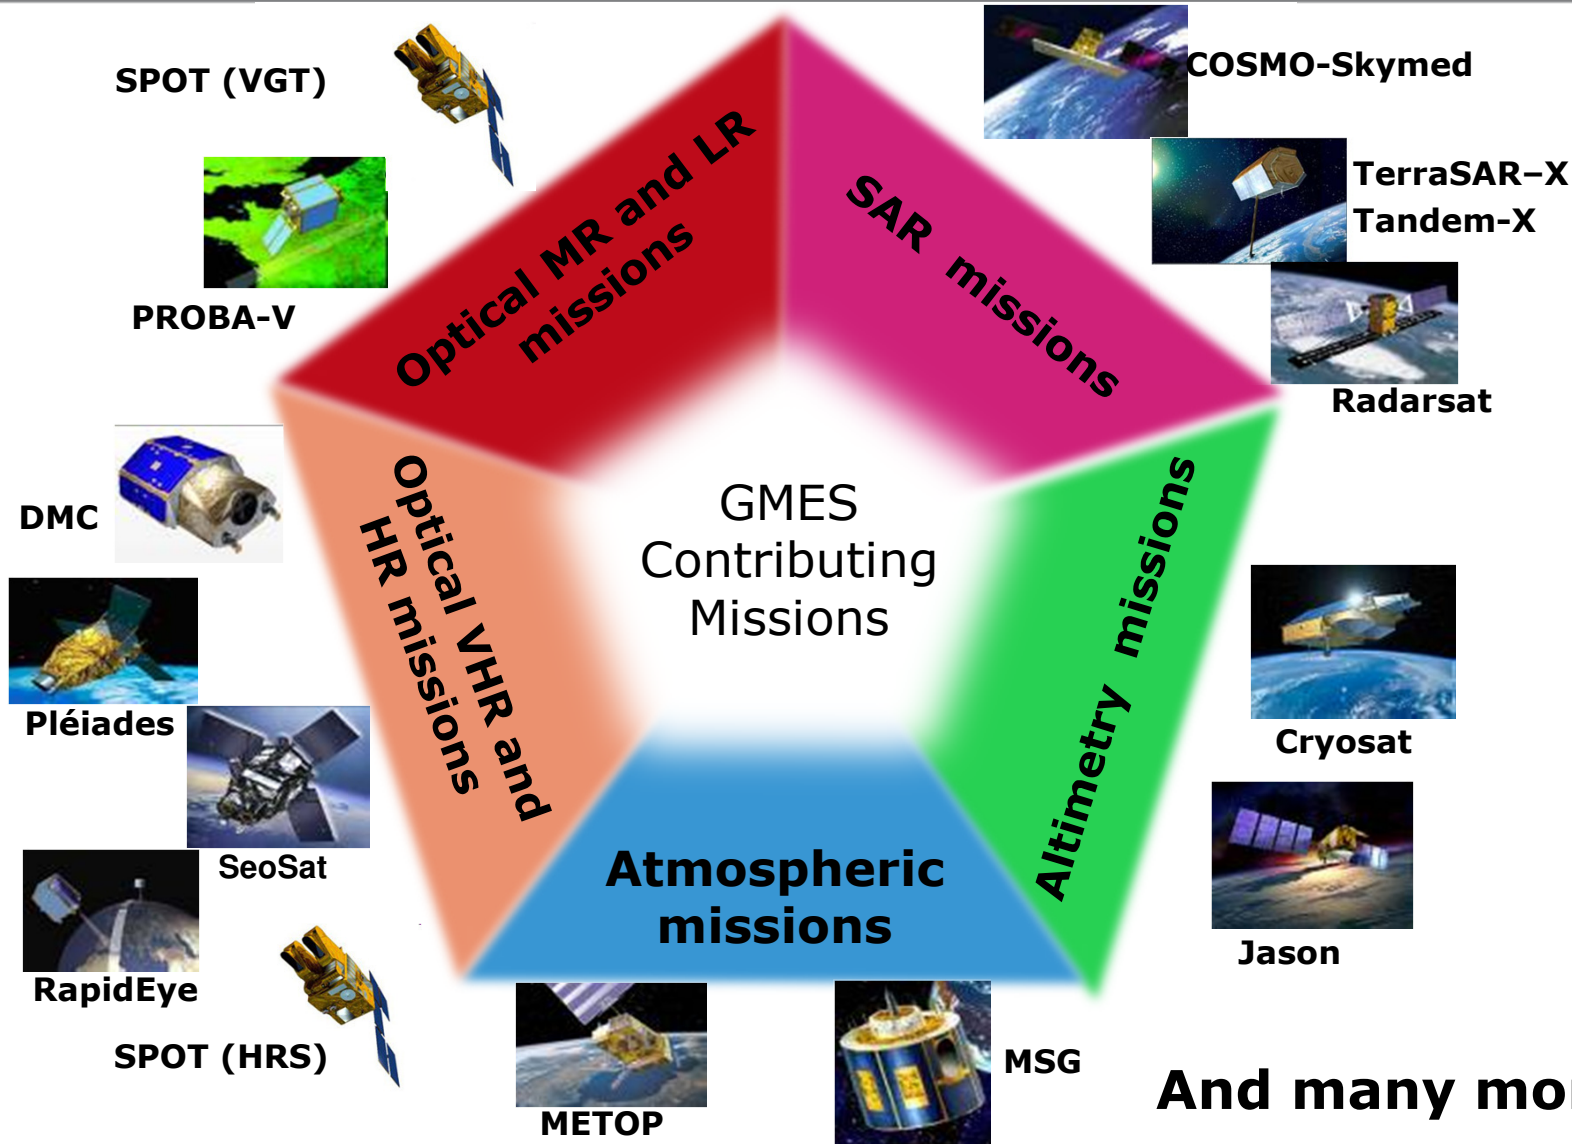 SPOT (VGT)
COSMO-Skymed
TerraSAR–X
Tandem-X
PROBA-V
Radarsat
Optical MR and LR
missions
SAR missions
DMC
Optical VHR and
HR missions
GMES
Contributing
Missions
Altimetry missions
Pléiades
Cryosat
SeoSat
Atmospheric
missions
Jason
RapidEye
SPOT (HRS)
METOP
MSG
And many mor